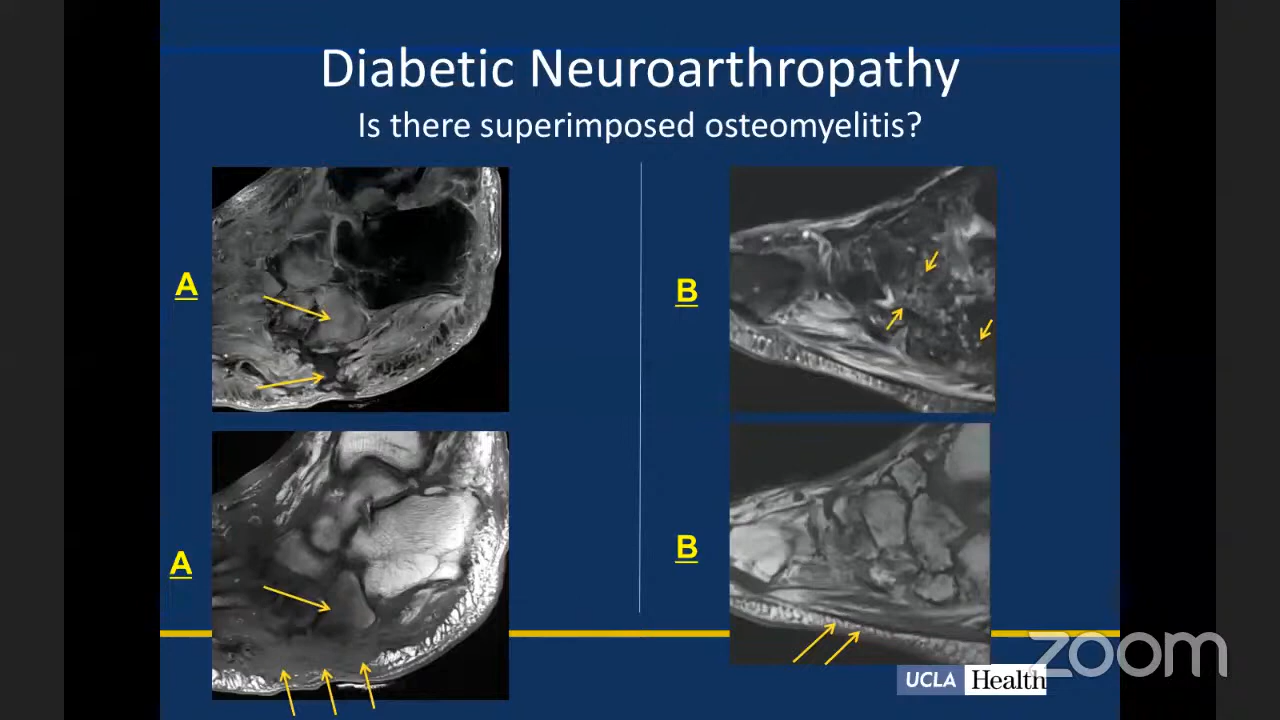 Diabetic Neuroarthropathy
Is there superimposed osteomyelitis?
A
B
A
B
zoom
UCLA Health